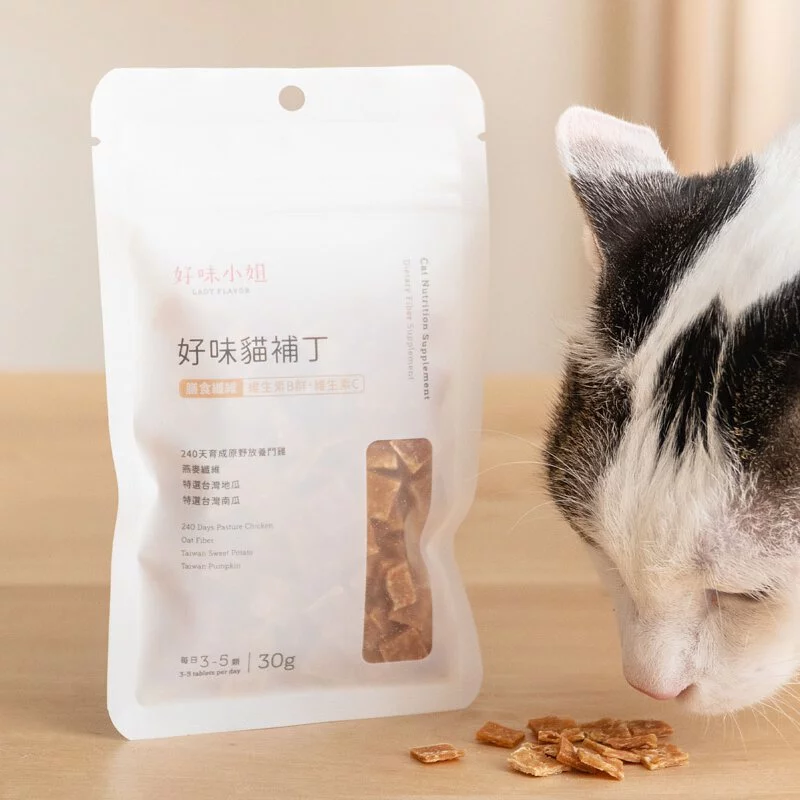 好味小姐
LADY FLAVOR
Cat Nutrition Supplement
Dietary Fiber Supplement
好味貓補丁
膳食纖維 維生素B群+維生素C
240天育成原野放養鬥雞
燕麥纖維
特選台灣地瓜
特選台灣南瓜
240 Days Pasture Chicken
Oat Fiber
Taiwan Sweet Potato
Taiwan Pumpkin
每日3-5顆 | 30g
3-5 tablets per day